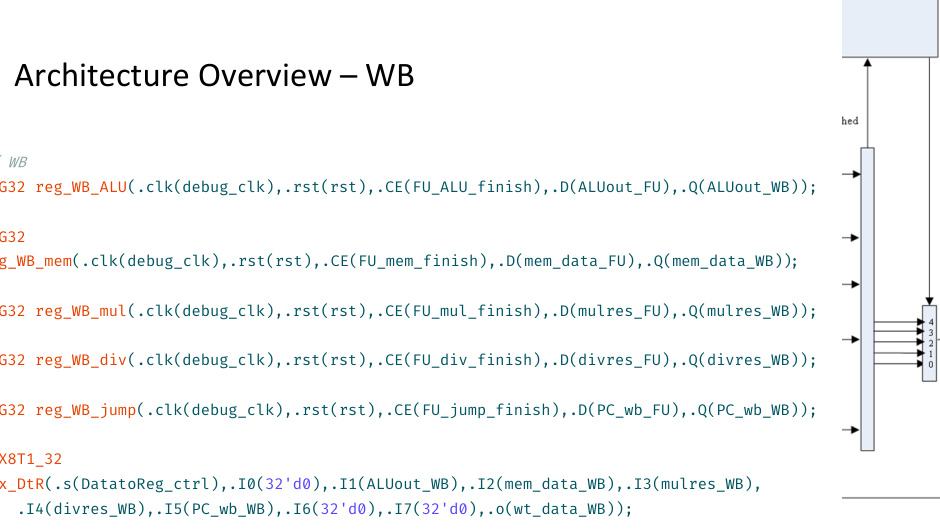 Architecture Overview – WB
WB
G32 reg_WB_ALU(.clk(debug_clk),.rst(rst),.CE(FU_ALU_finish),.D(ALUout_FU),.Q(ALUout_WB));
G32
g_WB_mem(.clk(debug_clk),.rst(rst),.CE(FU_mem_finish),.D(mem_data_FU),.Q(mem_data_WB));
G32 reg_WB_mul(.clk(debug_clk),.rst(rst),.CE(FU_mul_finish),.D(mulres_FU),.Q(mulres_WB));
G32 reg_WB_div(.clk(debug_clk),.rst(rst),.CE(FU_div_finish),.D(divres_FU),.Q(divres_WB));
G32 reg_WB_jump(.clk(debug_clk),.rst(rst),.CE(FU_jump_finish),.D(PC_wb_FU),.Q(PC_wb_WB));
X8T1_32
x_DtR(.s(DatatoReg_ctrl),.I0(32'd0),.I1(ALUout_WB),.I2(mem_data_WB),.I3(mulres_WB),
.I4(divres_WB),.I5(PC_wb_WB),.I6(32'd0),.I7(32'd0),.o(wt_data_WB));
hed
4
3
2
1
0